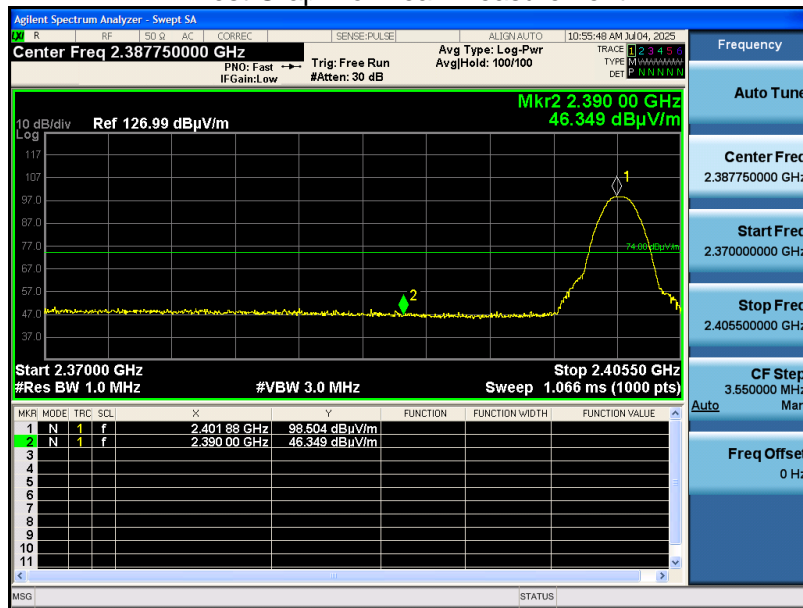 Agilent Spectrum Analyzer - Swept SA
LXI R RF 50 Ω AC CORREC SENSE:PULSE ALIGN AUTO 10:55:48 AM Jul 04, 2025
Center Freq 2.387750000 GHz
PNO: Fast
IFGain:Low
Trig: Free Run
#Atten: 30 dB
Avg Type: Log-Pwr
Avg|Hold: 100/100
TRACE 1 2 3 4 5 6
TYPE M
DET P N N N N N
Mkr2 2.390 00 GHz
46.349 dBµV/m
10 dB/div Ref 126.99 dBµV/m
Log
117
107
97.0
87.0
77.0
67.0
57.0
47.0
37.0
1
74.00 dBµV/m
2
Start 2.37000 GHz Stop 2.40550 GHz
#Res BW 1.0 MHz #VBW 3.0 MHz Sweep 1.066 ms (1000 pts)
MKR MODE TRC SCL X Y FUNCTION FUNCTION WIDTH FUNCTION VALUE
1 N 1 f 2.401 88 GHz 98.504 dBµV/m
2 N 1 f 2.390 00 GHz 46.349 dBµV/m
3
4
5
6
7
8
9
10
11
MSG STATUS
Frequency
Auto Tune
Center Freq
2.387750000 GHz
Start Freq
2.370000000 GHz
Stop Freq
2.405500000 GHz
CF Step
3.550000 MHz
Auto Man
Freq Offset
0 Hz